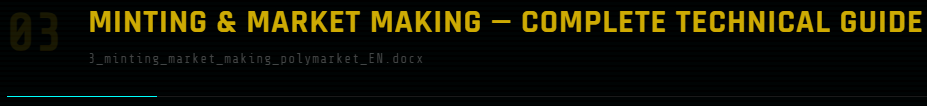 03
MINTING & MARKET MAKING — COMPLETE TECHNICAL GUIDE
3_minting_market_making_polymarket_EN.docx